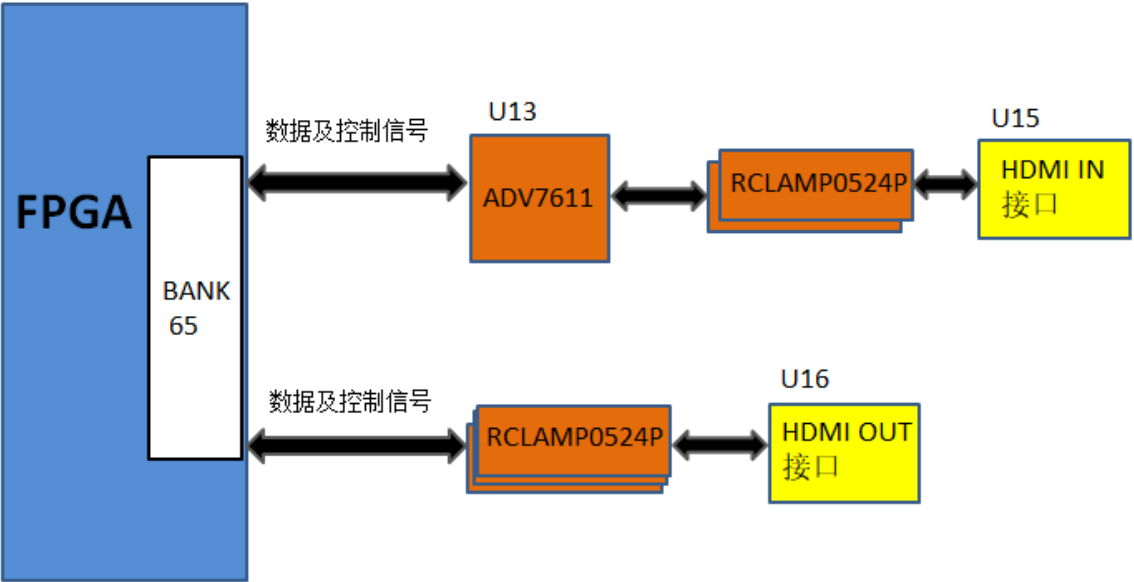 FPGA
BANK
65
数据及控制信号
U13
ADV7611
RCLAMP0524P
U15
HDMI IN
接口
数据及控制信号
RCLAMP0524P
U16
HDMI OUT
接口